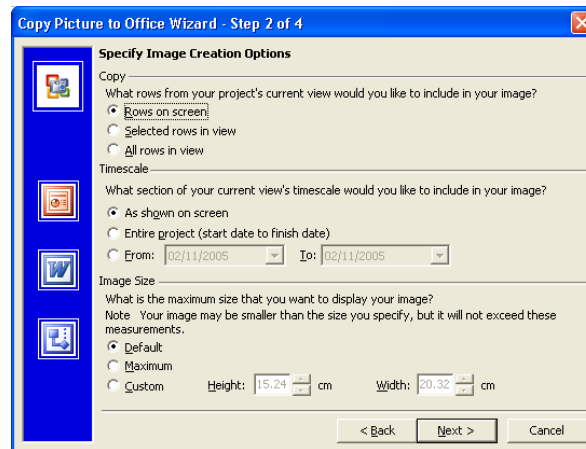 Copy Picture to Office Wizard - Step 2 of 4
Specify Image Creation Options
Copy
What rows from your project's current view would you like to include in your image?
Rows on screen
Selected rows in view
All rows in view
Timescale
What section of your current view's timescale would you like to include in your image?
As shown on screen
Entire project (start date to finish date)
From: 02/11/2005 To: 02/11/2005
Image Size
What is the maximum size that you want to display your image?
Note Your image may be smaller than the size you specify, but it will not exceed these
measurements.
Default
Maximum
Custom Height: 15.24 cm Width: 20.32 cm
< Back Next > Cancel